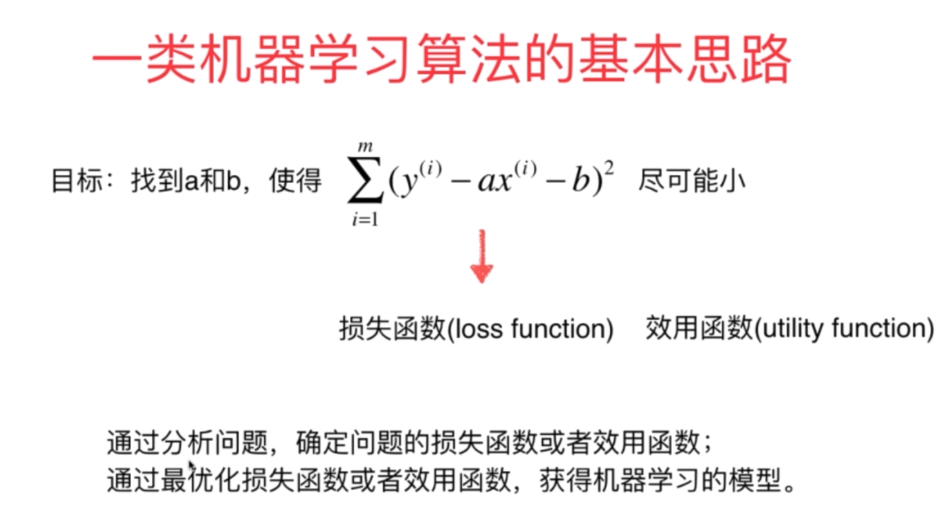 一类机器学习算法的基本思路
目标：找到a和b，使得 $\sum_{i=1}^{m}(y^{(i)} - ax^{(i)} - b)^2$ 尽可能小
损失函数(loss function) 效用函数(utility function)
通过分析问题，确定问题的损失函数或者效用函数；
通过最优化损失函数或者效用函数，获得机器学习的模型。